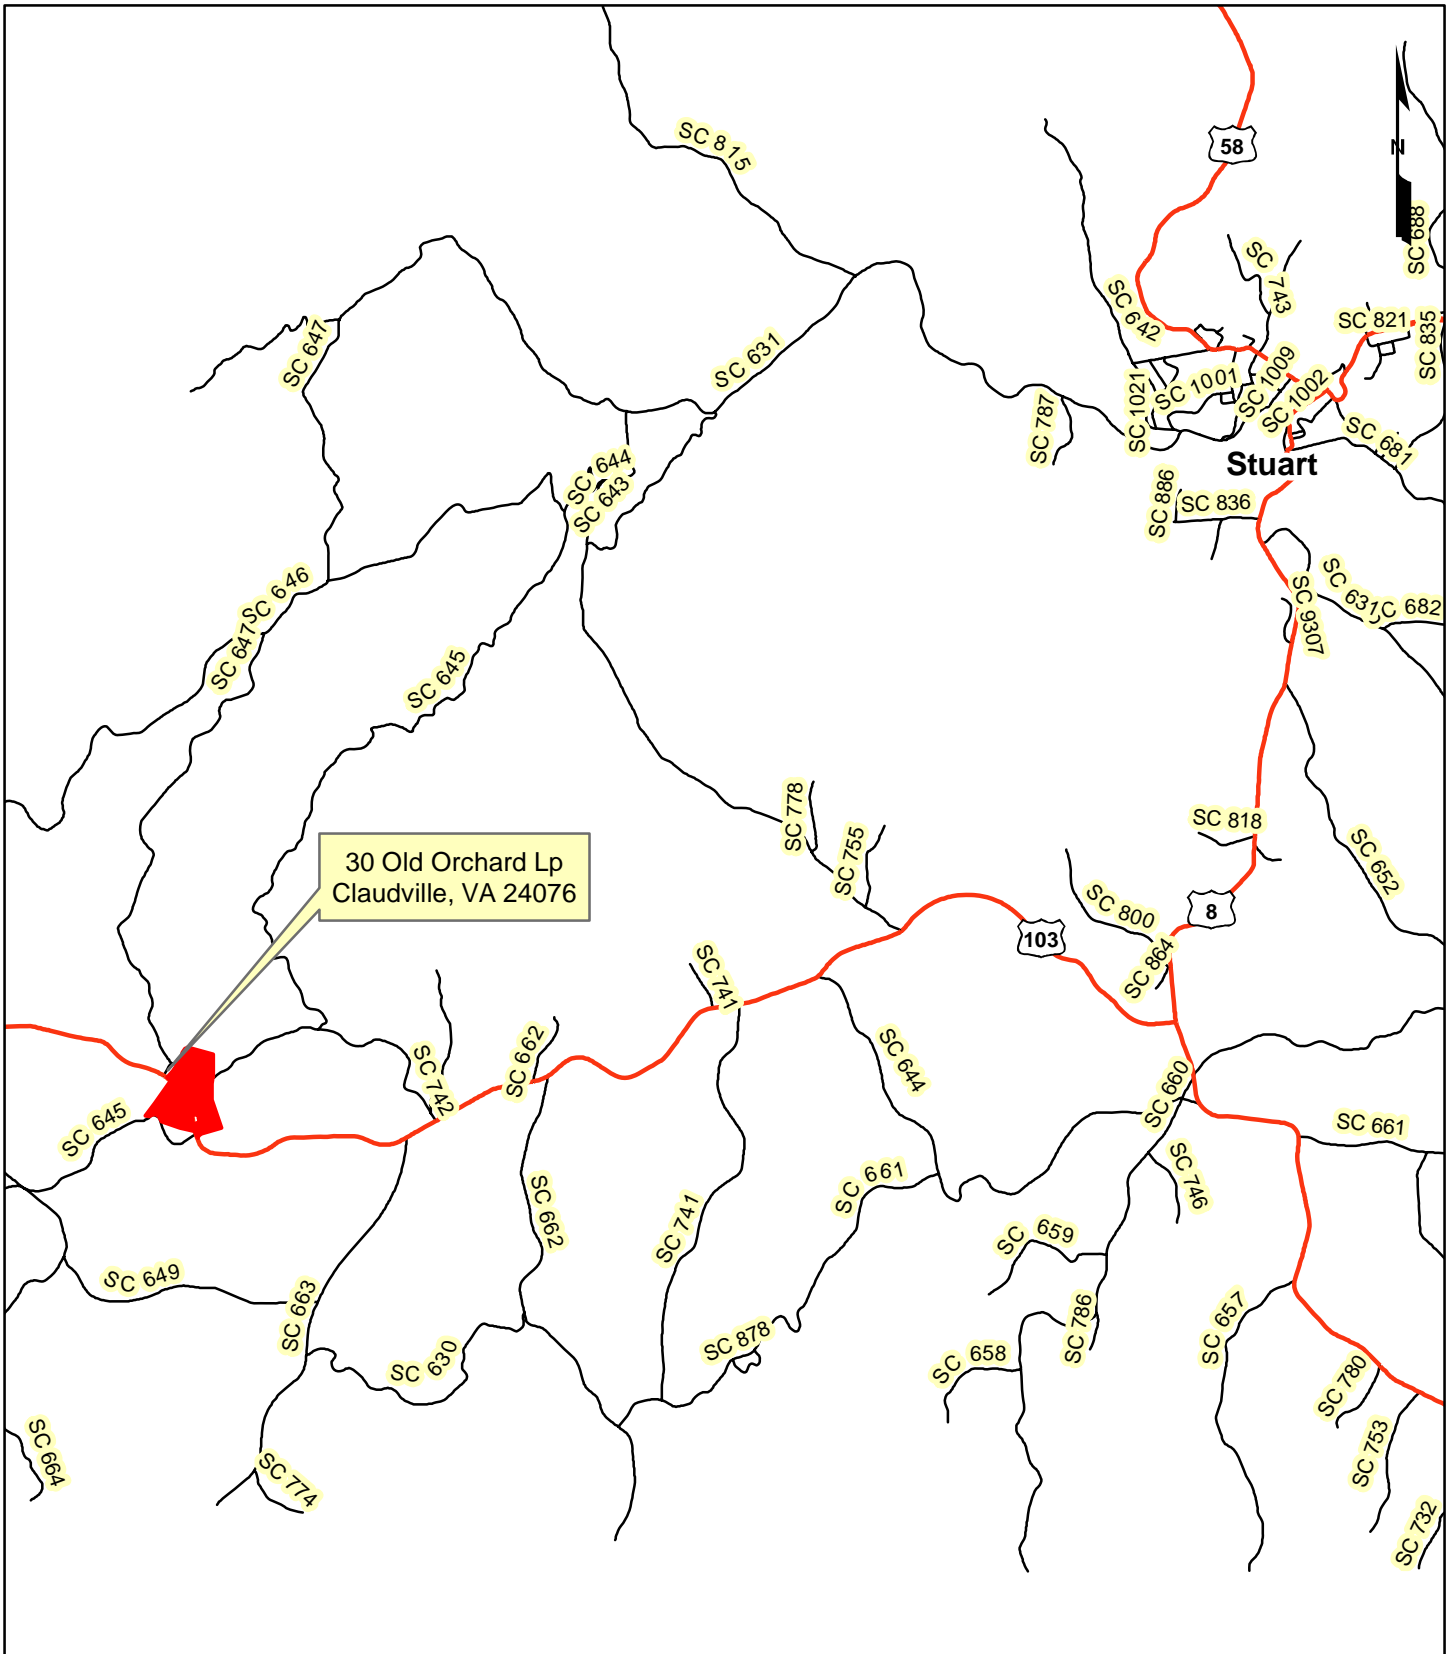 SC 815
58
N
SC 688
SC 743
SC 642
SC 821
SC 835
SC 647
SC 631
SC 1009
SC 1001
SC 1002
SC 1021
SC 787
SC 681
Stuart
SC 644
SC 643
SC 886
SC 836
SC 646
SC 631
SC 682
SC 9307
SC 647
SC 645
SC 778
SC 818
SC 755
SC 652
30 Old Orchard Lp
Claudville, VA 24076
SC 800
8
103
SC 864
SC 741
SC 662
SC 644
SC 742
SC 660
SC 645
SC 661
SC 746
SC 661
SC 662
SC 741
SC 659
SC 649
SC 663
SC 786
SC 657
SC 878
SC 630
SC 658
SC 780
SC 664
SC 753
SC 774
SC 732